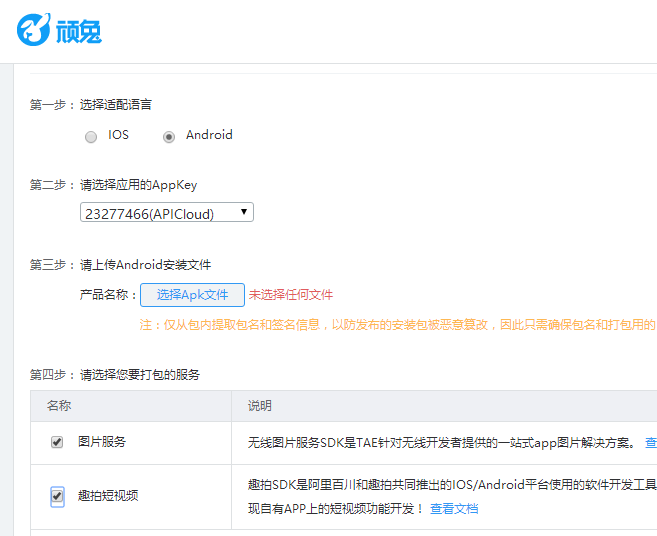 顽兔
第一步： 选择适配语言
IOS Android
第二步： 请选择应用的AppKey
23277466(APICloud)
第三步： 请上传Android安装文件
产品名称： 选择Apk文件 未选择任何文件
注：仅从包内提取包名和签名信息，以防发布的安装包被恶意篡改，因此只需确保包名和打包用的
第四步： 请选择您要打包的服务
名称 说明
图片服务 无线图片服务SDK是TAE针对无线开发者提供的一站式app图片解决方案。 查
趣拍短视频 趣拍SDK是阿里百川和趣拍共同推出的IOS/Android平台使用的软件开发工具
现自有APP上的短视频功能开发！ 查看文档